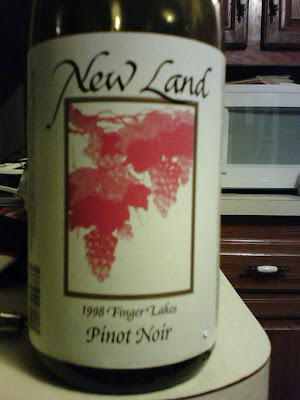 New Land
1998 Finger Lakes
Pinot Noir